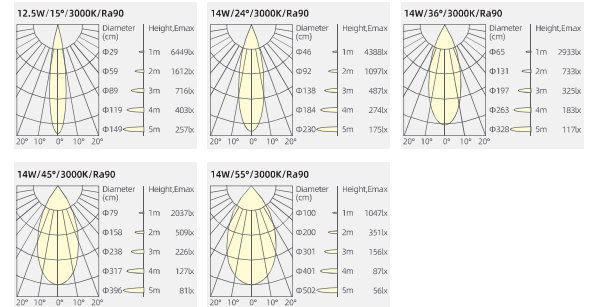 12.5W/15°/3000K/Ra90
Diameter Height,Emax
(cm)
Φ29 1m 6449lx
Φ59 2m 1612lx
Φ89 3m 716lx
Φ119 4m 403lx
Φ149 5m 257lx
20° 10° 0° 10° 20°
14W/24°/3000K/Ra90
Diameter Height,Emax
(cm)
Φ46 1m 4388lx
Φ92 2m 1097lx
Φ138 3m 487lx
Φ184 4m 274lx
Φ230 5m 175lx
20° 10° 0° 10° 20°
14W/36°/3000K/Ra90
Diameter Height,Emax
(cm)
Φ65 1m 2933lx
Φ131 2m 733lx
Φ197 3m 325lx
Φ263 4m 183lx
Φ328 5m 117lx
20° 10° 0° 10° 20°
14W/45°/3000K/Ra90
Diameter Height,Emax
(cm)
Φ79 1m 2037lx
Φ158 2m 509lx
Φ238 3m 226lx
Φ317 4m 127lx
Φ396 5m 81lx
20° 10° 0° 10° 20°
14W/55°/3000K/Ra90
Diameter Height,Emax
(cm)
Φ100 1m 1047lx
Φ200 2m 351lx
Φ301 3m 156lx
Φ401 4m 87lx
Φ502 5m 56lx
20° 10° 0° 10° 20°